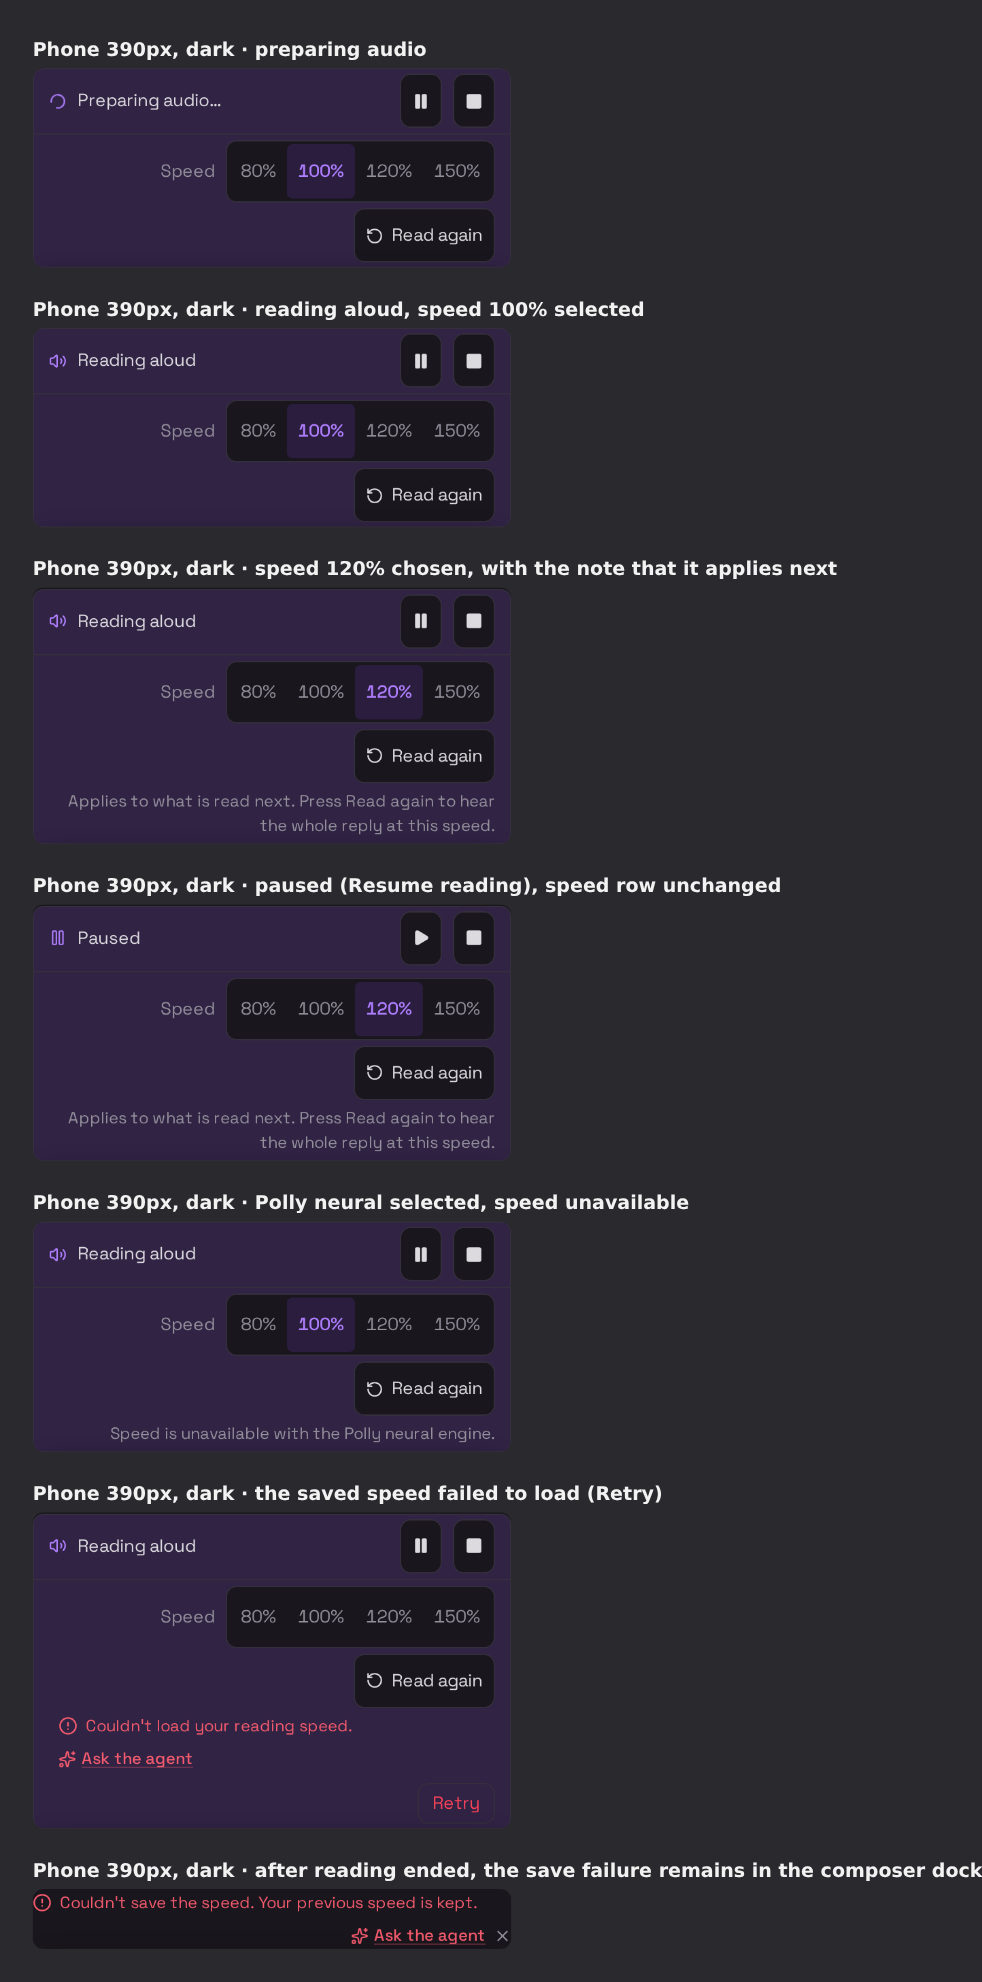 Phone 390px, dark · preparing audio
Preparing audio…
Speed 80% 100% 120% 150%
Read again
Phone 390px, dark · reading aloud, speed 100% selected
Reading aloud
Speed 80% 100% 120% 150%
Read again
Phone 390px, dark · speed 120% chosen, with the note that it applies next
Reading aloud
Speed 80% 100% 120% 150%
Read again
Applies to what is read next. Press Read again to hear
the whole reply at this speed.
Phone 390px, dark · paused (Resume reading), speed row unchanged
Paused
Speed 80% 100% 120% 150%
Read again
Applies to what is read next. Press Read again to hear
the whole reply at this speed.
Phone 390px, dark · Polly neural selected, speed unavailable
Reading aloud
Speed 80% 100% 120% 150%
Read again
Speed is unavailable with the Polly neural engine.
Phone 390px, dark · the saved speed failed to load (Retry)
Reading aloud
Speed 80% 100% 120% 150%
Read again
Couldn't load your reading speed.
Ask the agent
Retry
Phone 390px, dark · after reading ended, the save failure remains in the composer dock
Couldn't save the speed. Your previous speed is kept.
Ask the agent